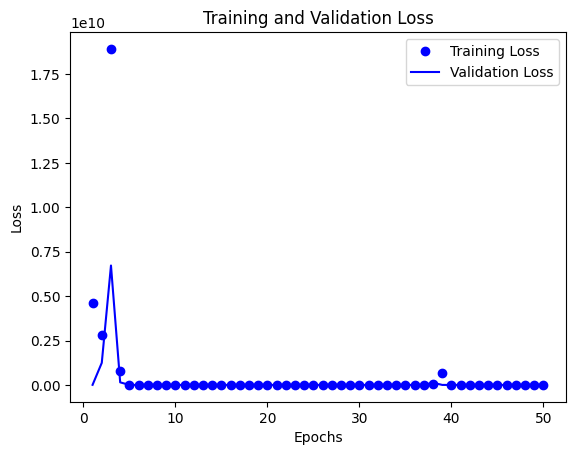 Training and Validation Loss
1e10
Training Loss
Validation Loss
1.75
1.50
1.25
1.00
0.75
0.50
0.25
0.00
Loss
0 10 20 30 40 50
Epochs